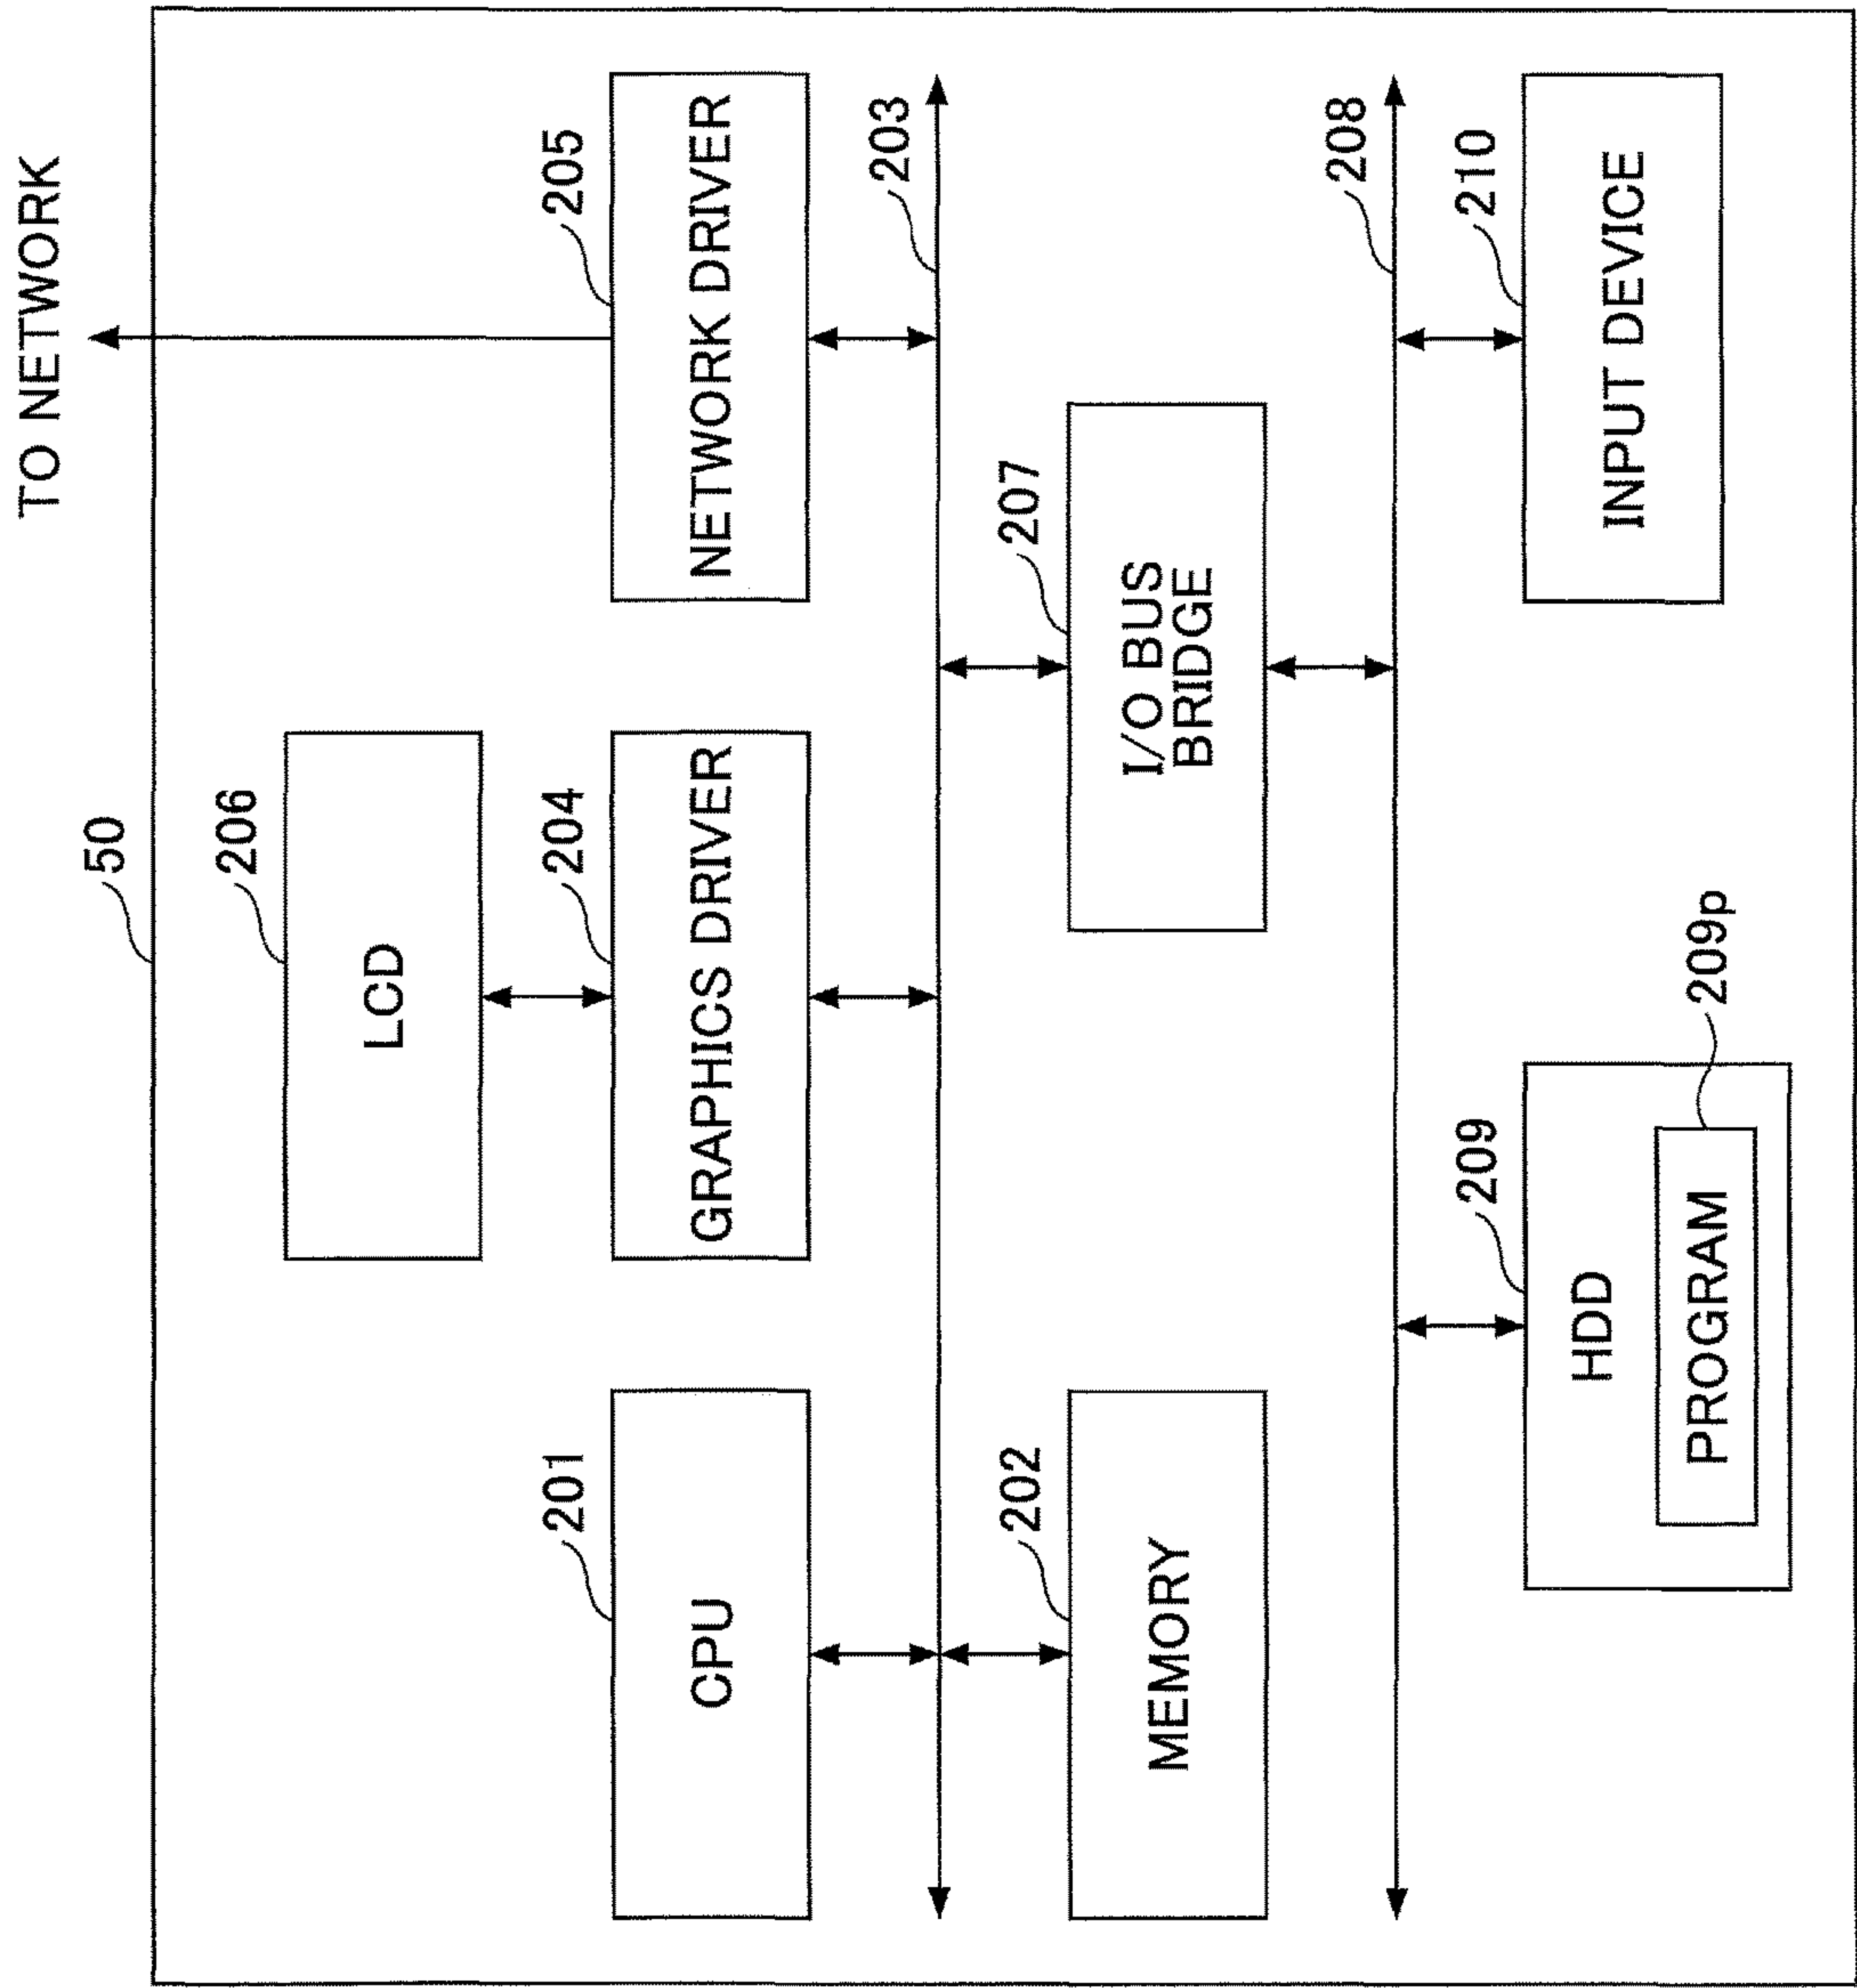 TO NETWORK
50
206
LCD
201
CPU
204
GRAPHICS DRIVER
205
NETWORK DRIVER
203
202
MEMORY
207
I/O BUS
BRIDGE
208
209
HDD
PROGRAM
209p
210
INPUT DEVICE